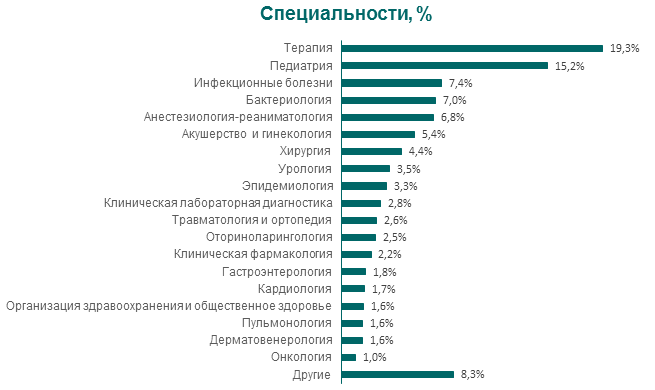 Специальности, %
Терапия 19,3%
Педиатрия 15,2%
Инфекционные болезни 7,4%
Бактериология 7,0%
Анестезиология-реаниматология 6,8%
Акушерство и гинекология 5,4%
Хирургия 4,4%
Урология 3,5%
Эпидемиология 3,3%
Клиническая лабораторная диагностика 2,8%
Травматология и ортопедия 2,6%
Оториноларингология 2,5%
Клиническая фармакология 2,2%
Гастроэнтерология 1,8%
Кардиология 1,7%
Организация здравоохранения и общественное здоровье 1,6%
Пульмонология 1,6%
Дерматовенерология 1,6%
Онкология 1,0%
Другие 8,3%